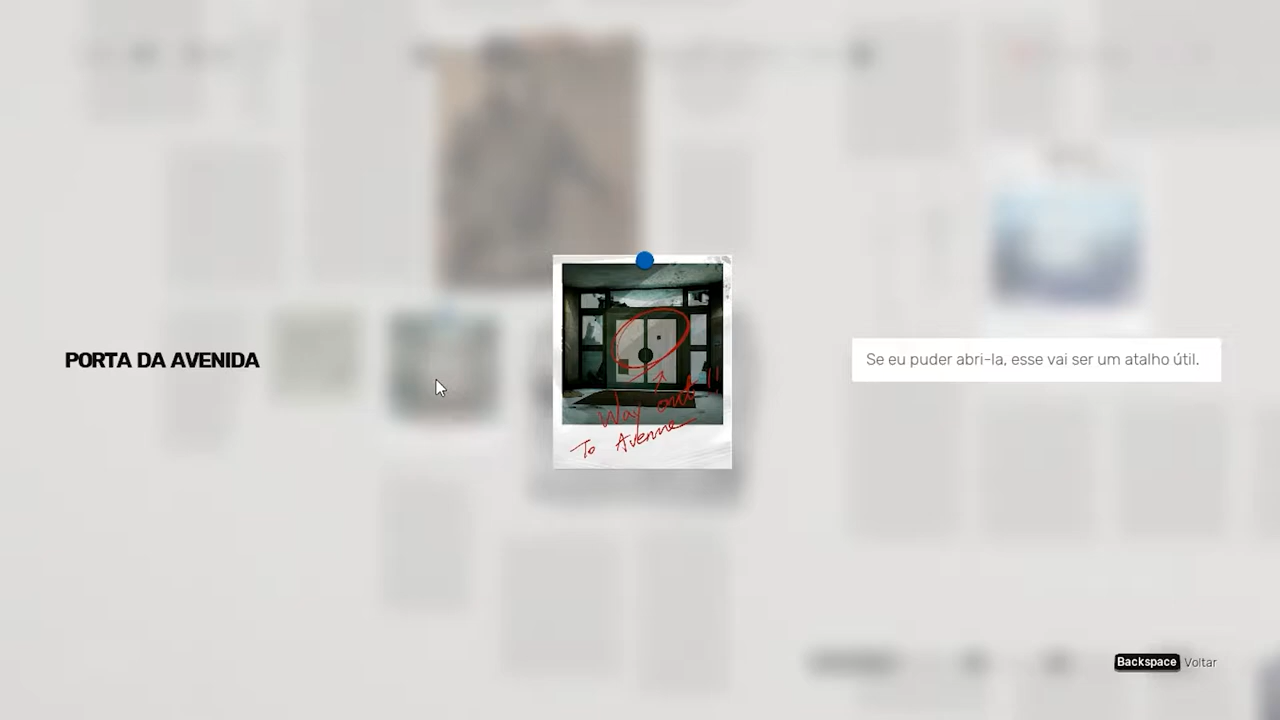 PORTA DA AVENIDA
Way out!!
To Avenue
Se eu puder abri-la, esse vai ser um atalho útil.
Backspace Voltar